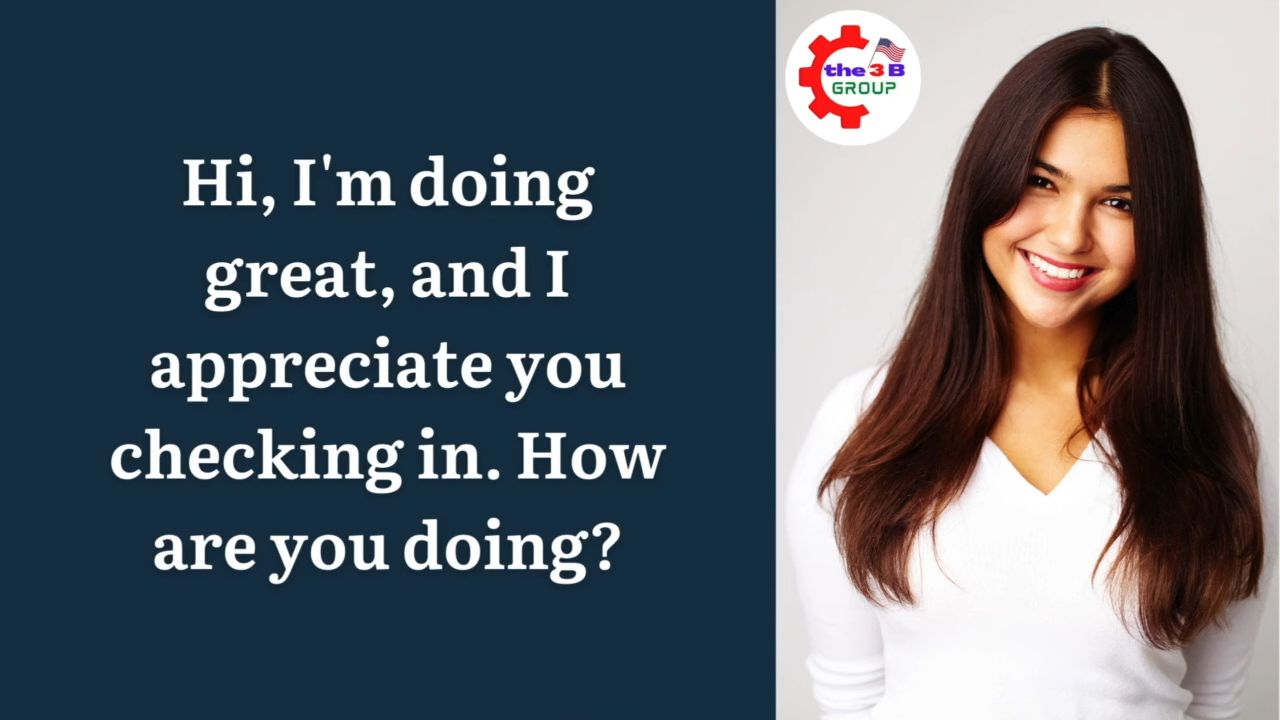 Hi, I'm doing
great, and I
appreciate you
checking in. How
are you doing?
the 3 B
GROUP